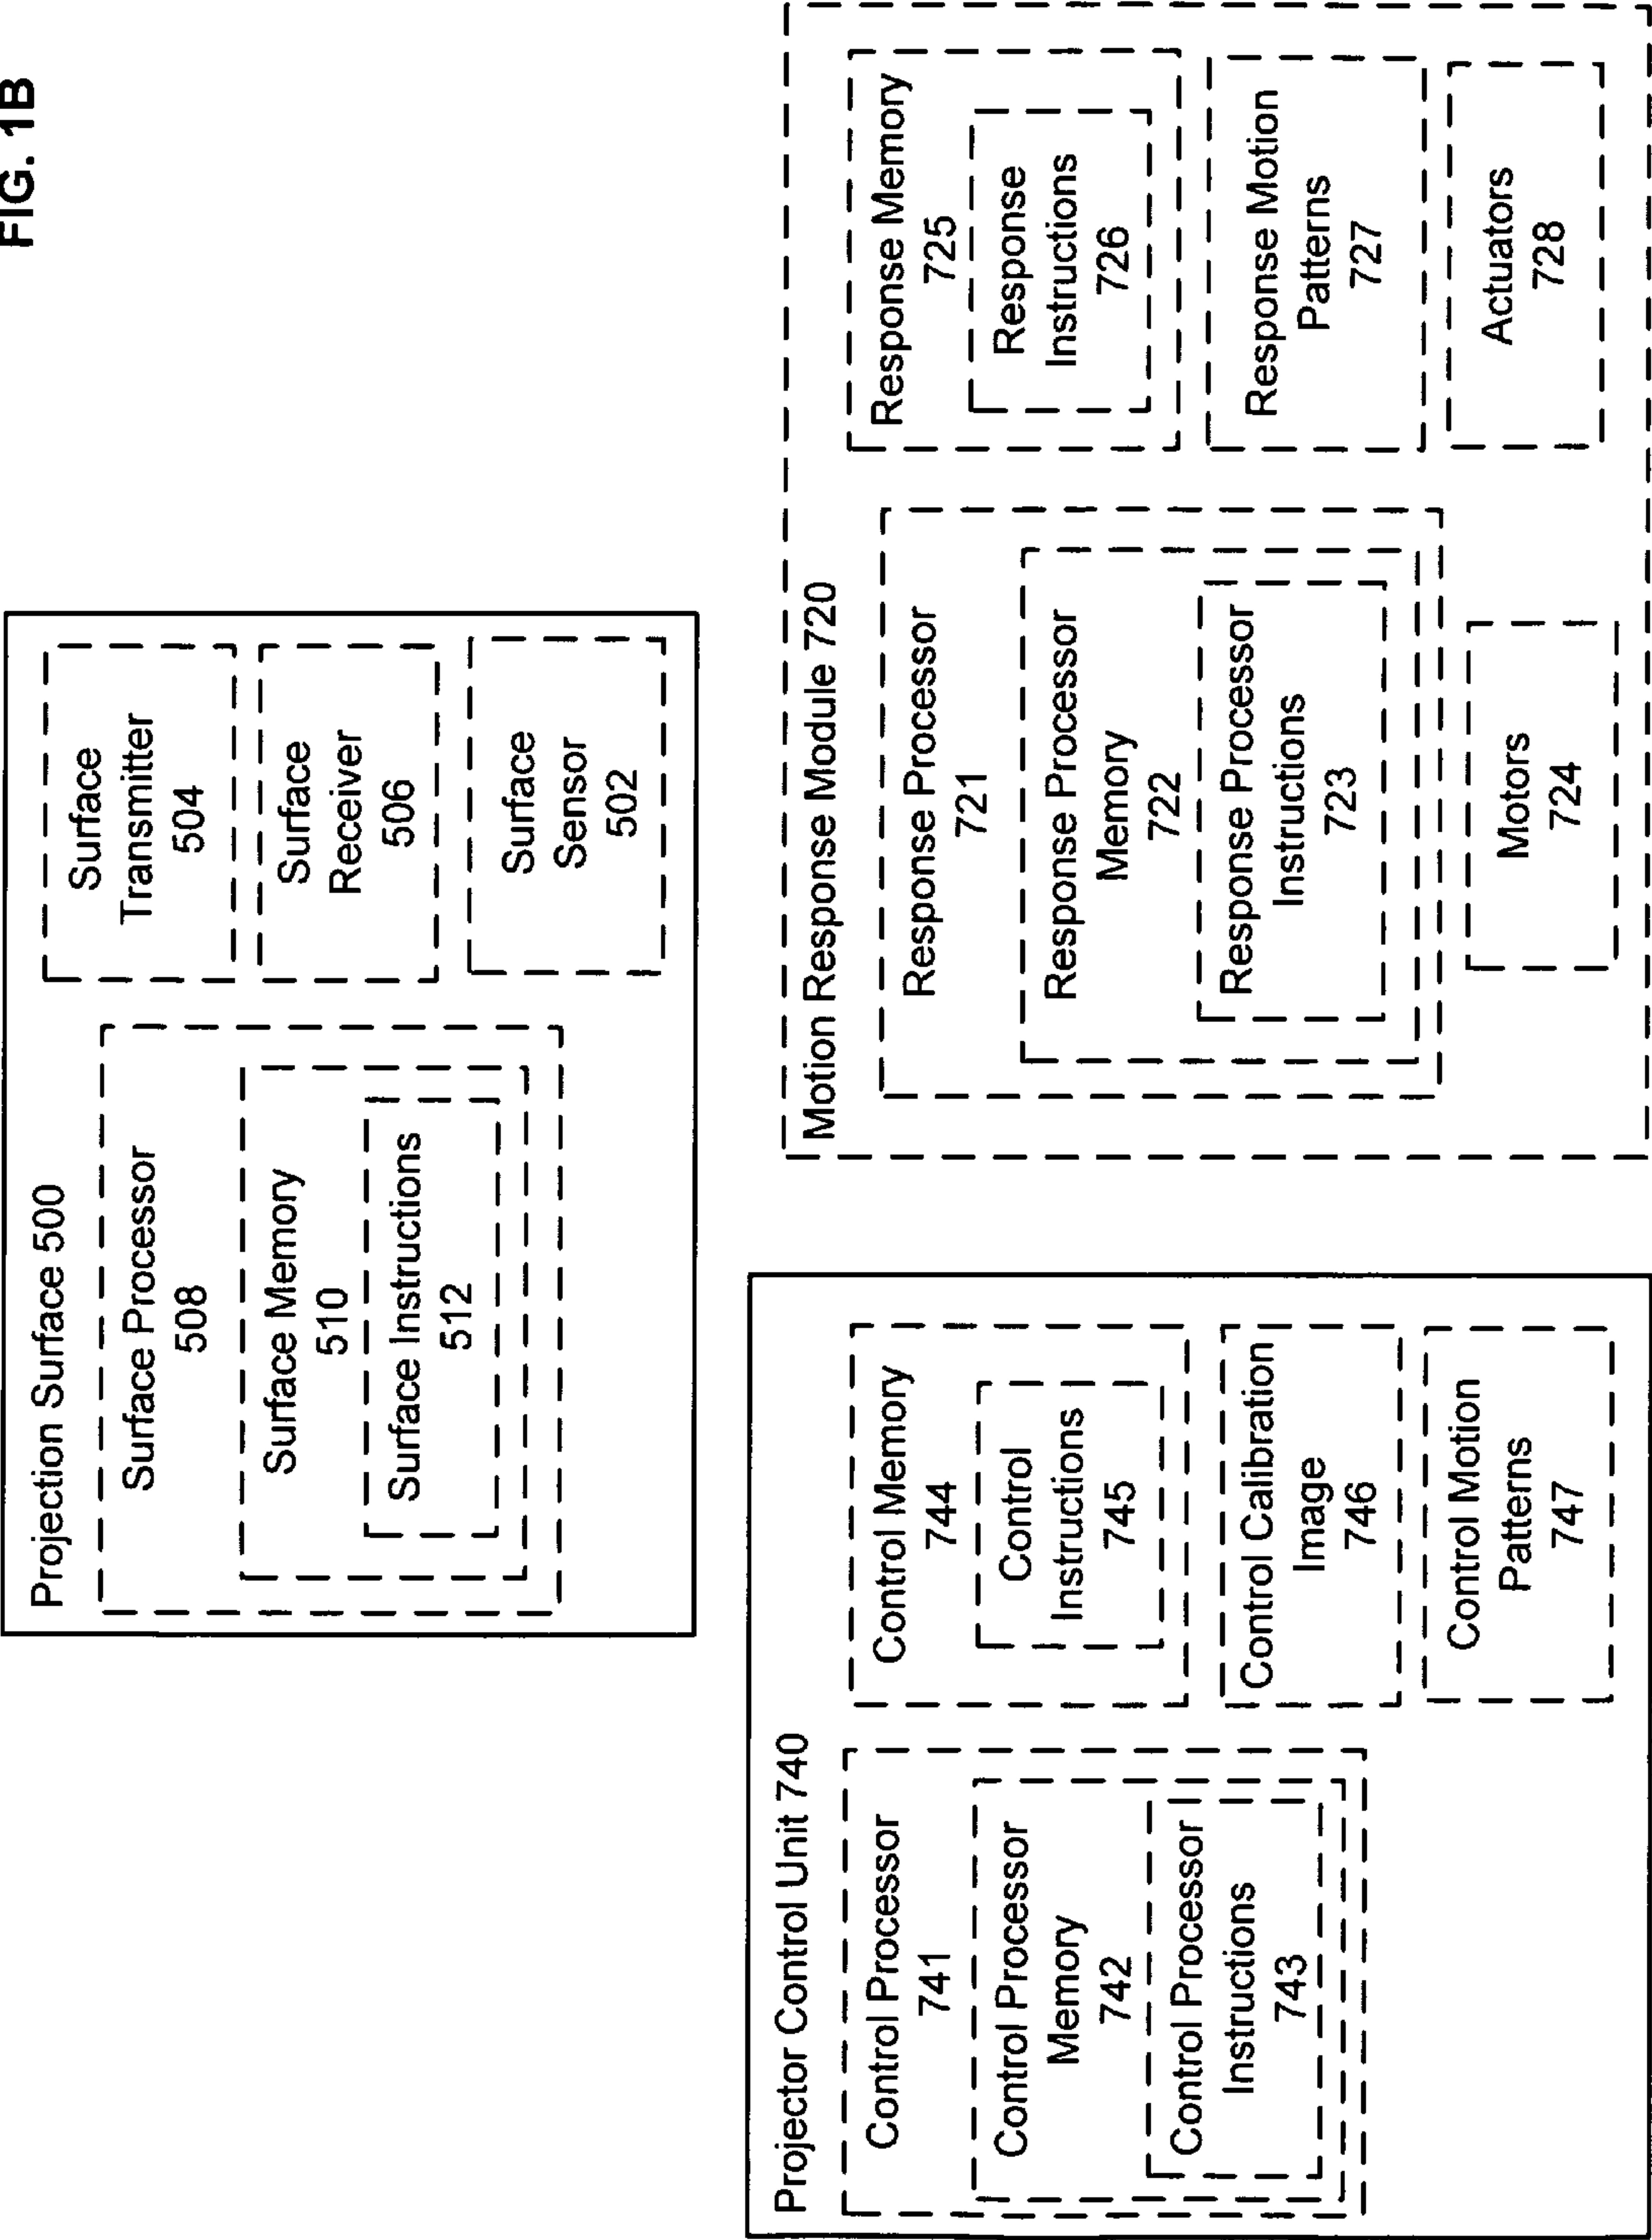 FIG. 1B
Projection Surface 500
Surface Processor
508
Surface Memory
510
Surface Instructions
512
Surface
Transmitter
504
Surface
Receiver
506
Surface
Sensor
502
Projector Control Unit 740
Control Processor
741
Control Processor
Memory
742
Control Processor
Instructions
743
Control Memory
744
Control
Instructions
745
Control Calibration
Image
746
Control Motion
Patterns
747
Motion Response Module 720
Response Processor
721
Response Processor
Memory
722
Response Processor
Instructions
723
Motors
724
Response Memory
725
Response
Instructions
726
Response Motion
Patterns
727
Actuators
728